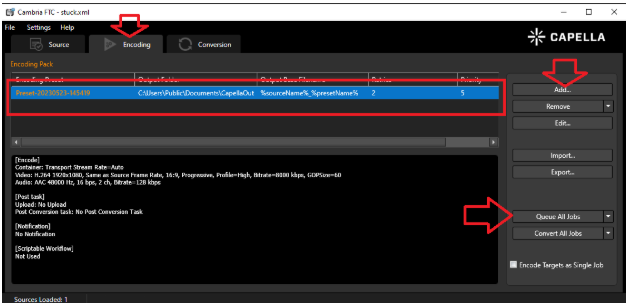 Cambria FTC - stuck.xml
File Settings Help
Source Encoding Conversion
CAPELLA
Encoding Pack
Encoding Preset Output Folder Output Base Filename Retries Priority
Preset-20230523-165419 C:\Users\Public\Documents\CapellaOut %sourceName%_%presetName% 2 5
Add...
Remove
Edit...
Import...
Export...
Queue All Jobs
Convert All Jobs
Encode Targets as Single Job
[Encode]
Container: Transport Stream Rate=Auto
Video: H.264 1920x1080, Same as Source Frame Rate, 16:9, Progressive, Profile=High, Bitrate=8000 kbps, GOPSize=60
Audio: AAC 48000 Hz, 16 bps, 2 ch, Bitrate=128 kbps
[Post task]
Upload: No Upload
Post Conversion task: No Post Conversion Task
[Notification]
No Notification
[Scriptable Workflow]
Not Used
Sources Loaded: 1